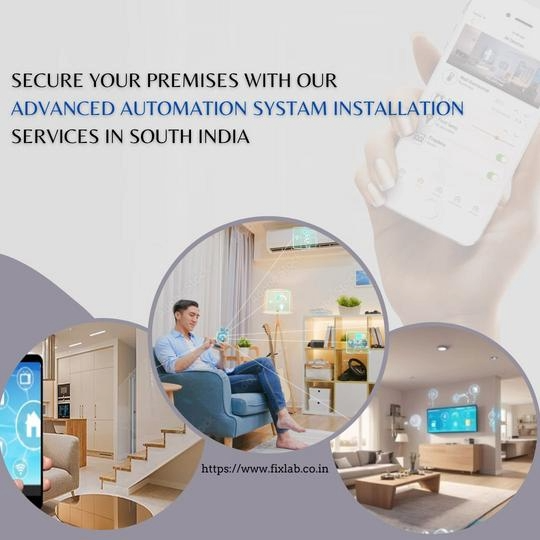 SECURE YOUR PREMISES WITH OUR
ADVANCED AUTOMATION SYSTAM INSTALLATION
SERVICES IN SOUTH INDIA
https://www.fixlab.co.in